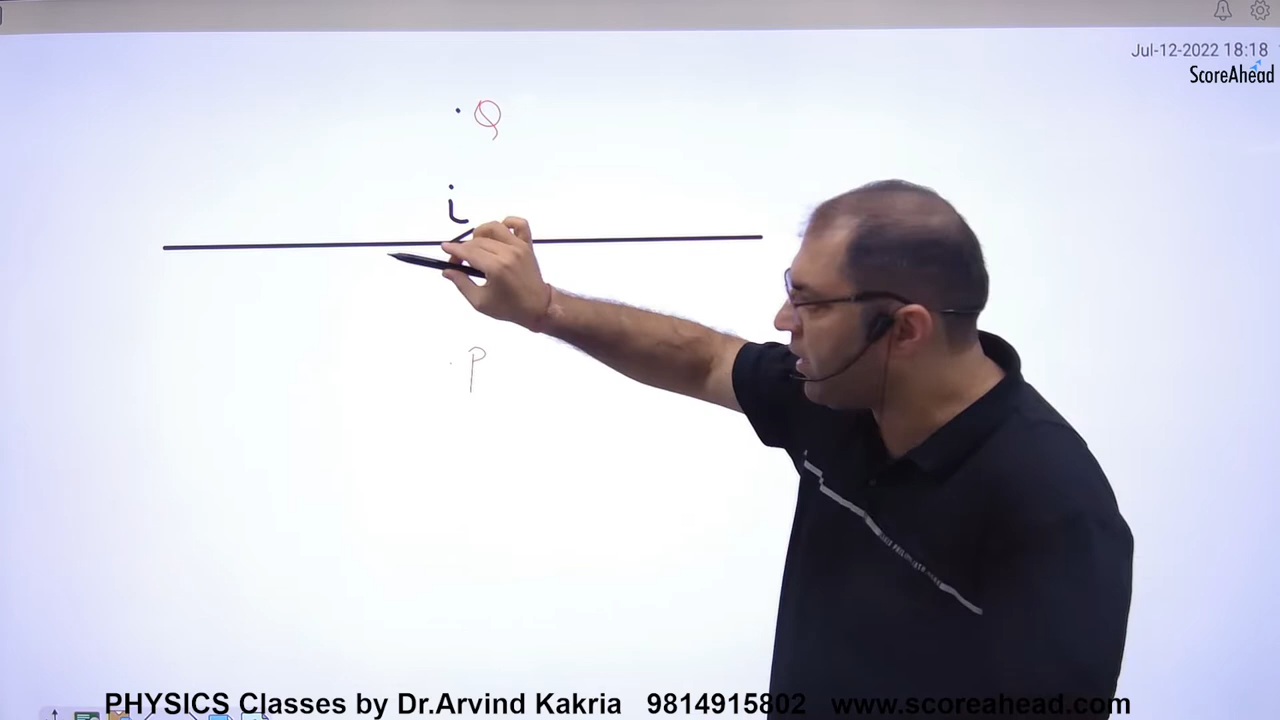 Jul-12-2022 18:18
ScoreAhead
Q
i
P
PHYSICS Classes by Dr.Arvind Kakria 9814915802 www.scoreahead.com